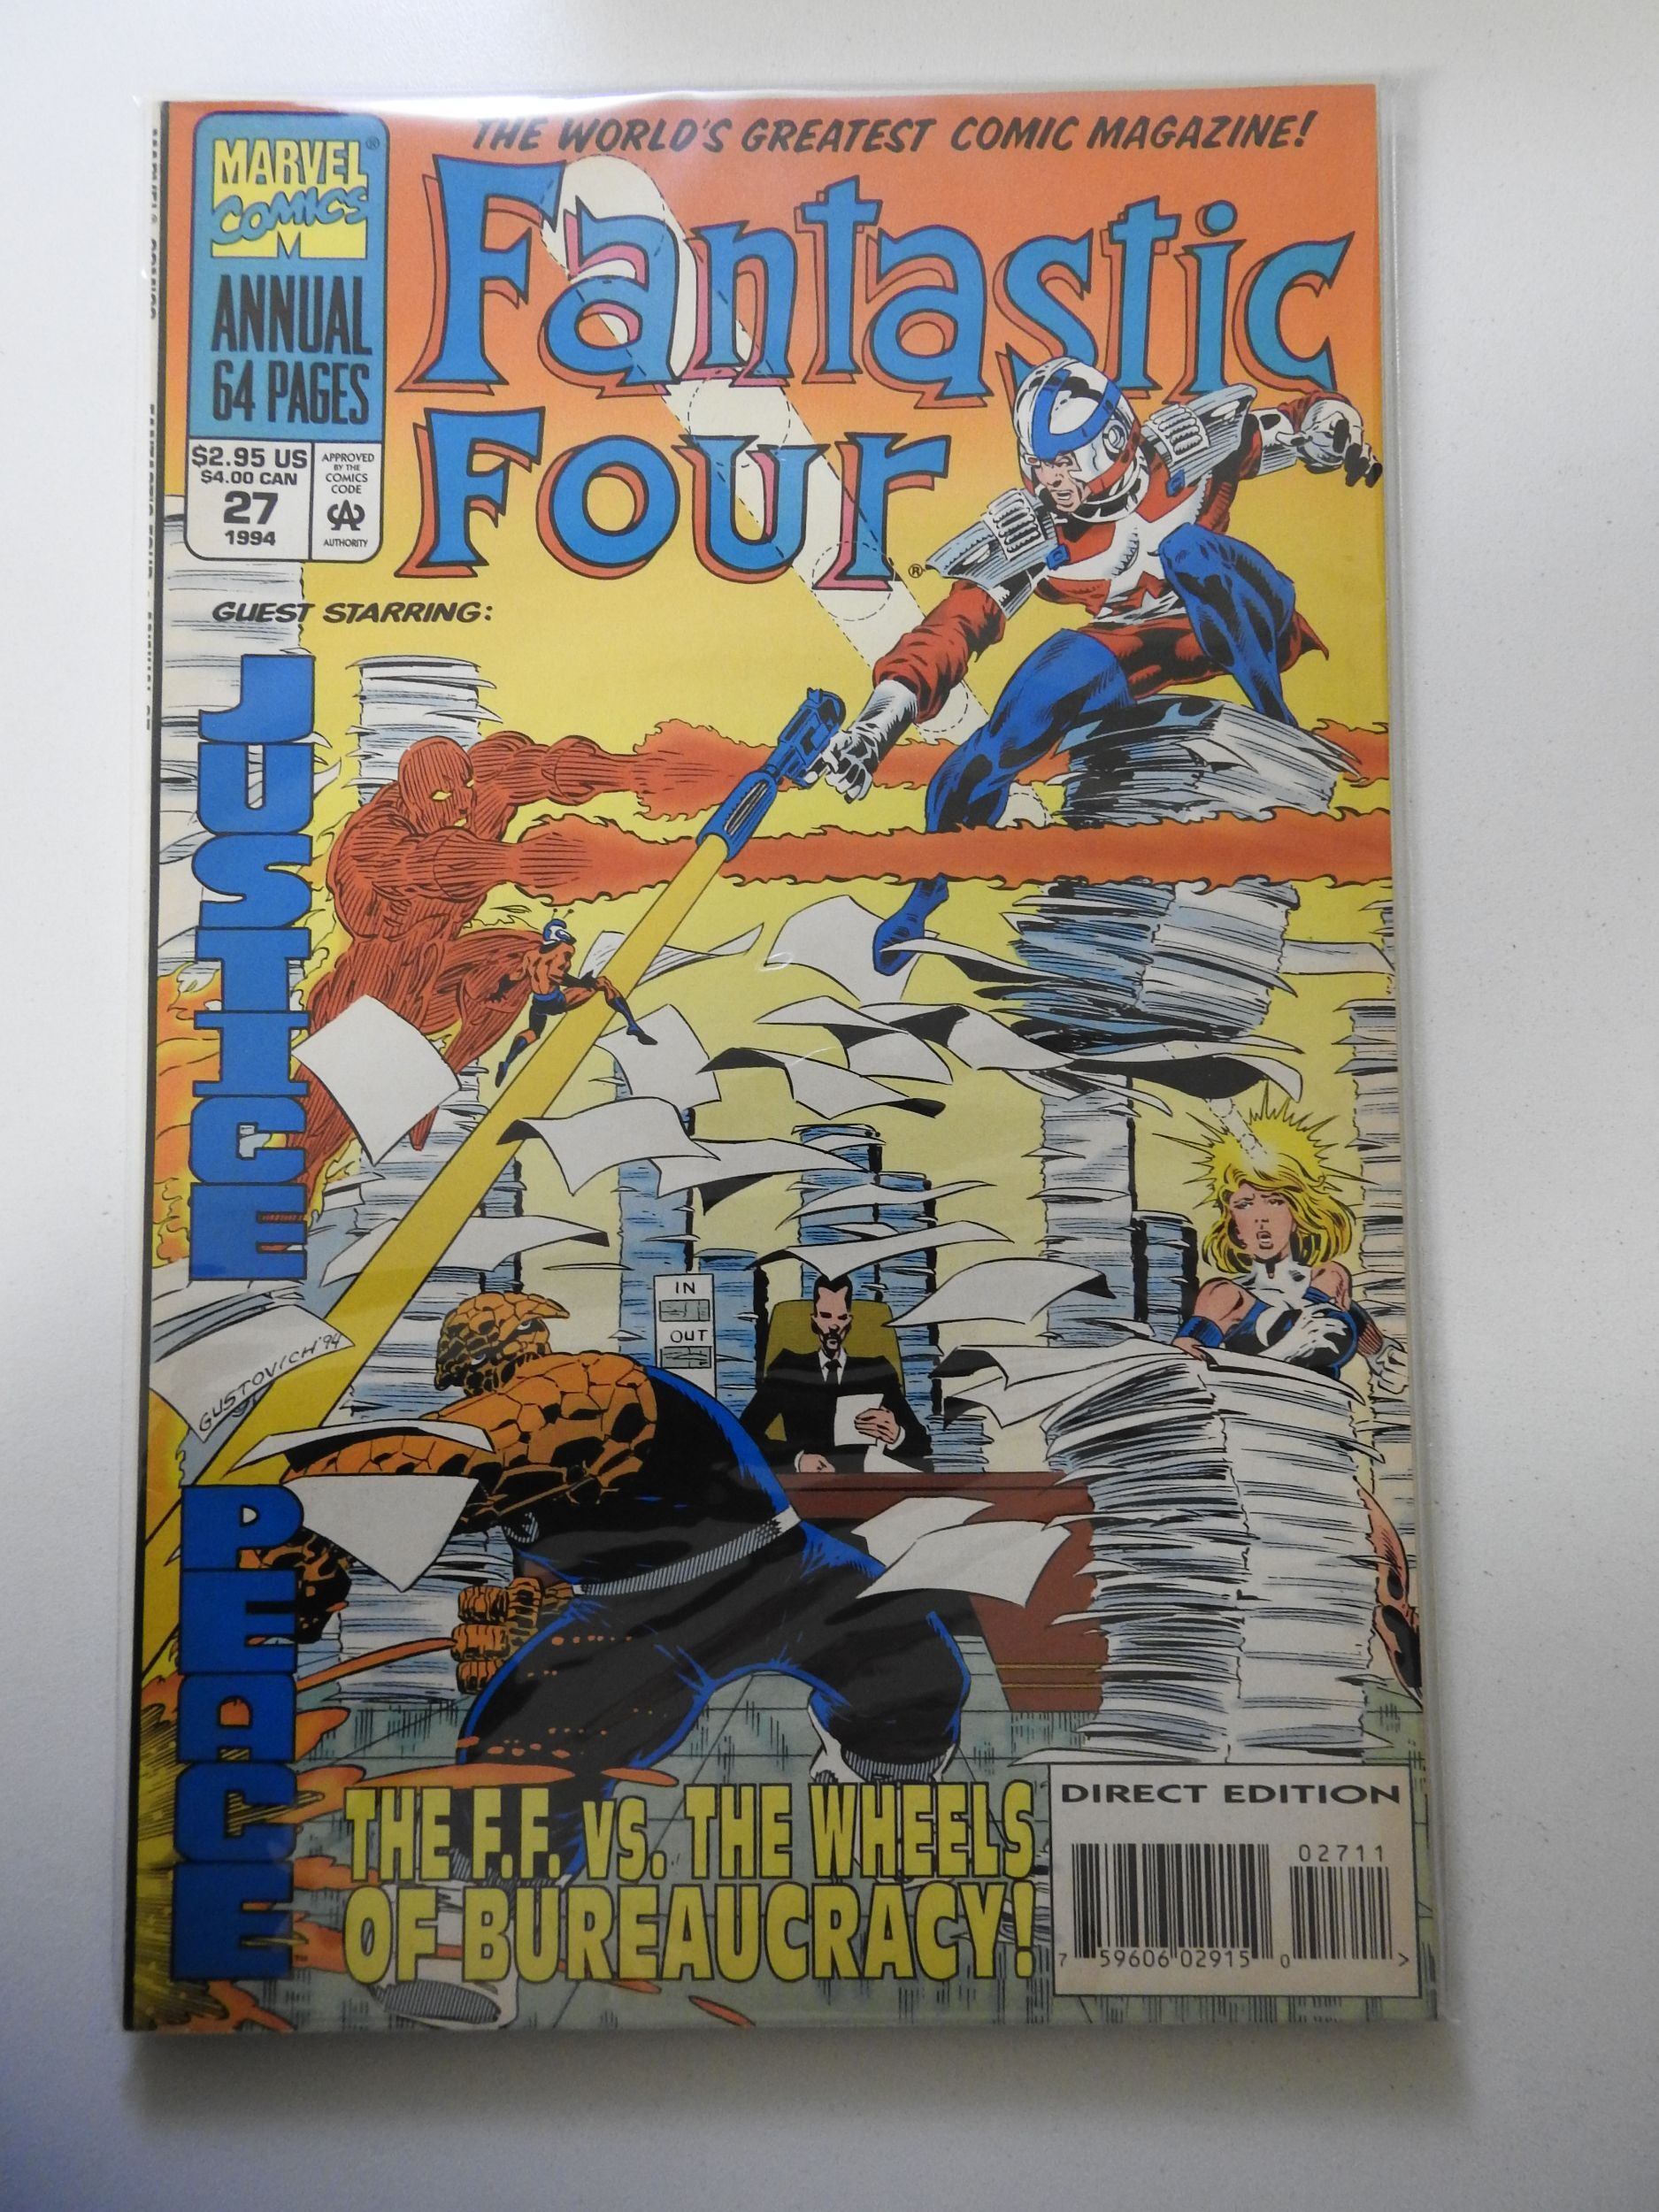 THE WORLD'S GREATEST COMIC MAGAZINE!
MARVEL®
COMICS
M
ANNUAL
64 PAGES
$2.95 US
$4.00 CAN
27
1994
APPROVED
BY THE
COMICS
CODE
CA
AUTHORITY
Fantastic
Four®
GUEST STARRING:
JUSTICE
PEACE
IN
OUT
GUSTOVICH '94
THE F.F. VS. THE WHEELS
OF BUREAUCRACY!
DIRECT EDITION
02711
7 59606 02915 0 >